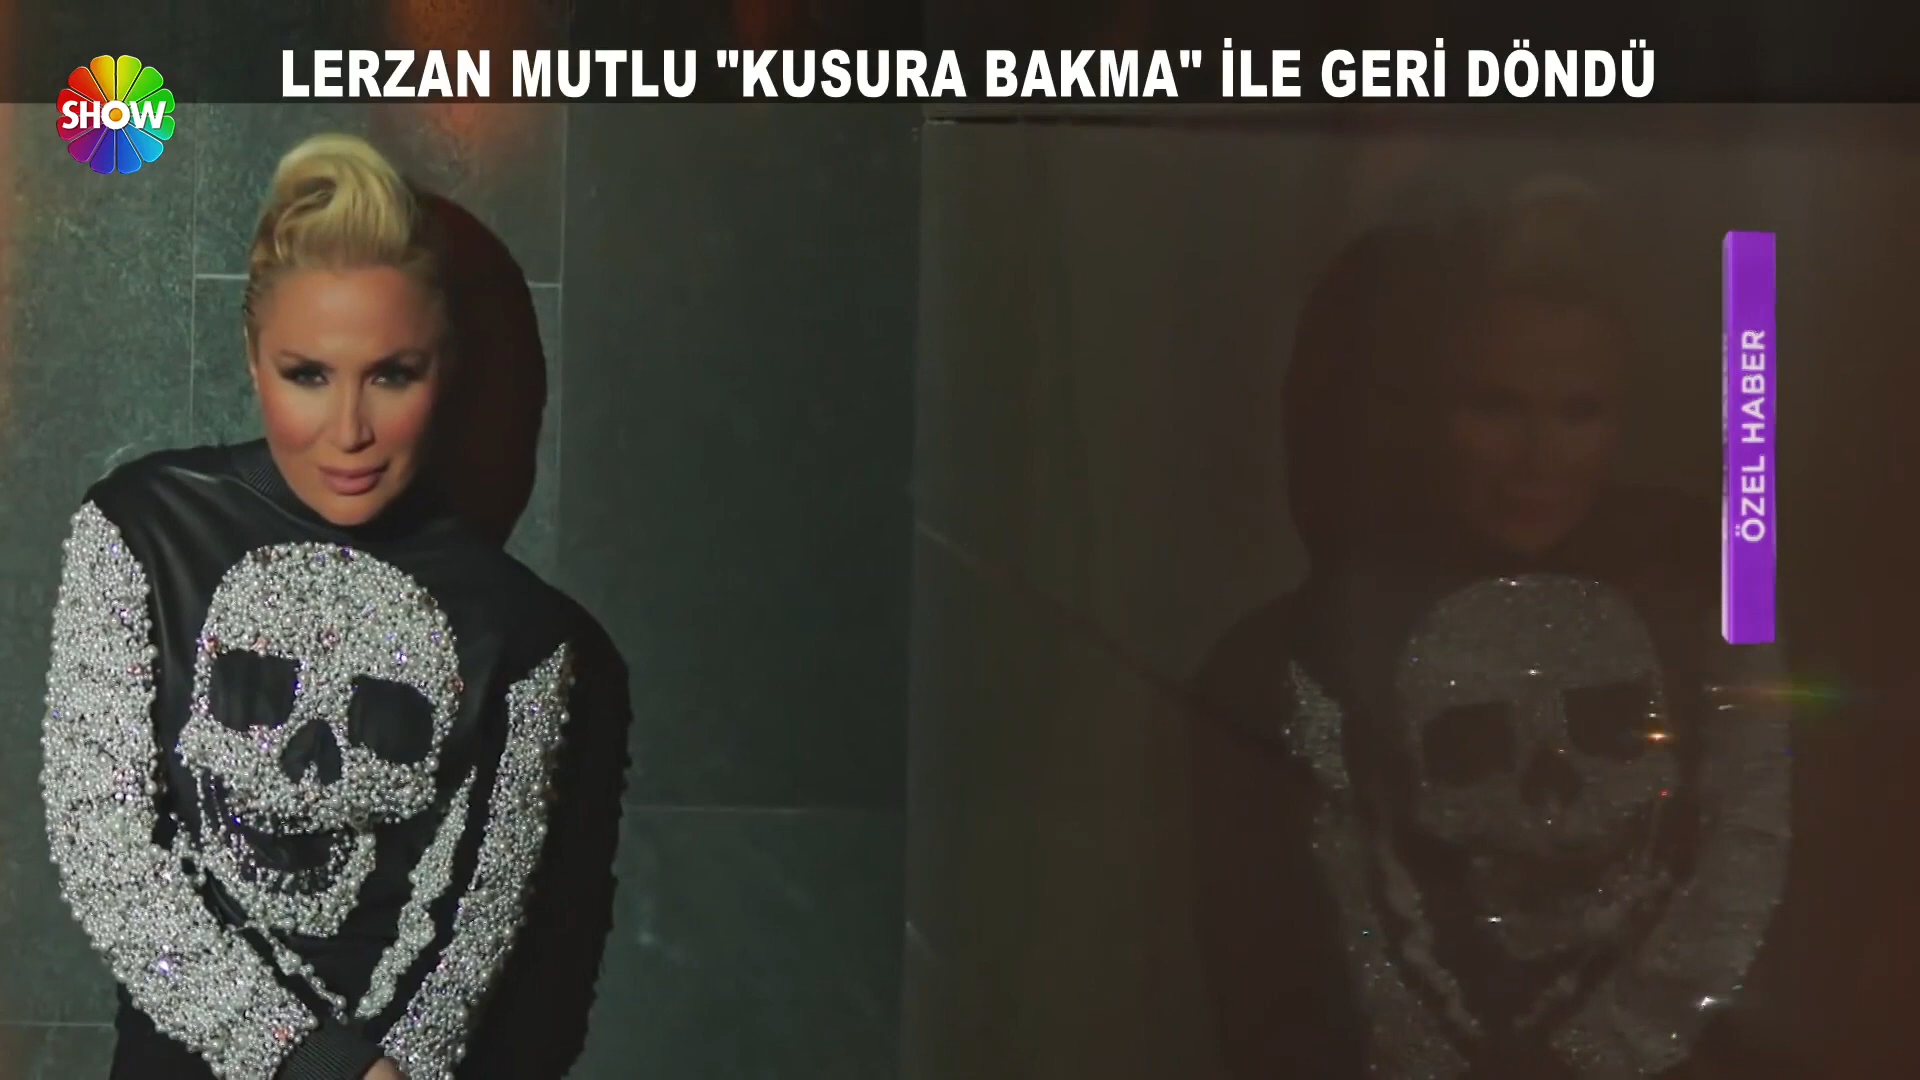 LERZAN MUTLU "KUSURA BAKMA" İLE GERİ DÖNDÜ
SHOW
ÖZEL HABER